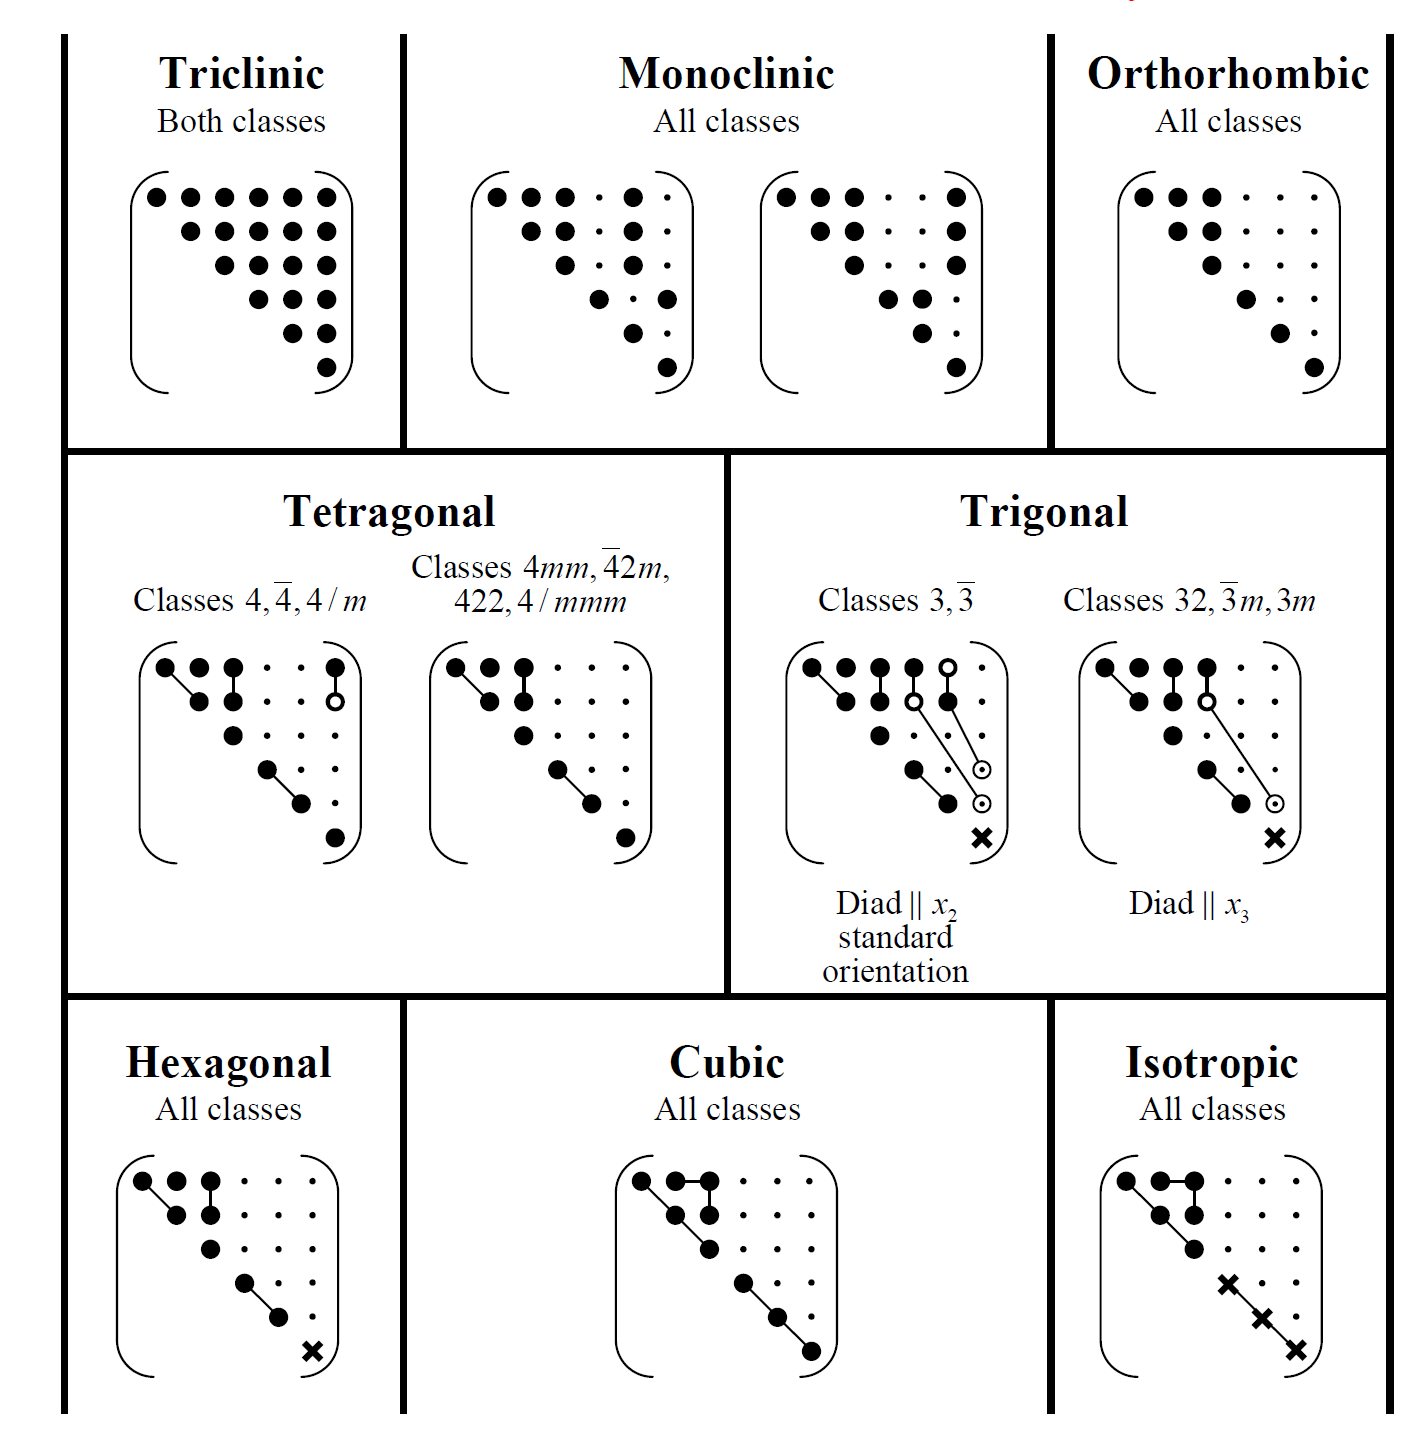 Triclinic
Both classes
Monoclinic
All classes
Orthorhombic
All classes
Tetragonal
Classes 4, 4̅, 4 / m
Classes 4mm, 4̅2m,
422, 4 / mmm
Trigonal
Classes 3, 3̅
Classes 32, 3̅m, 3m
Diad || x₂
standard
orientation
Diad || x₃
Hexagonal
All classes
Cubic
All classes
Isotropic
All classes